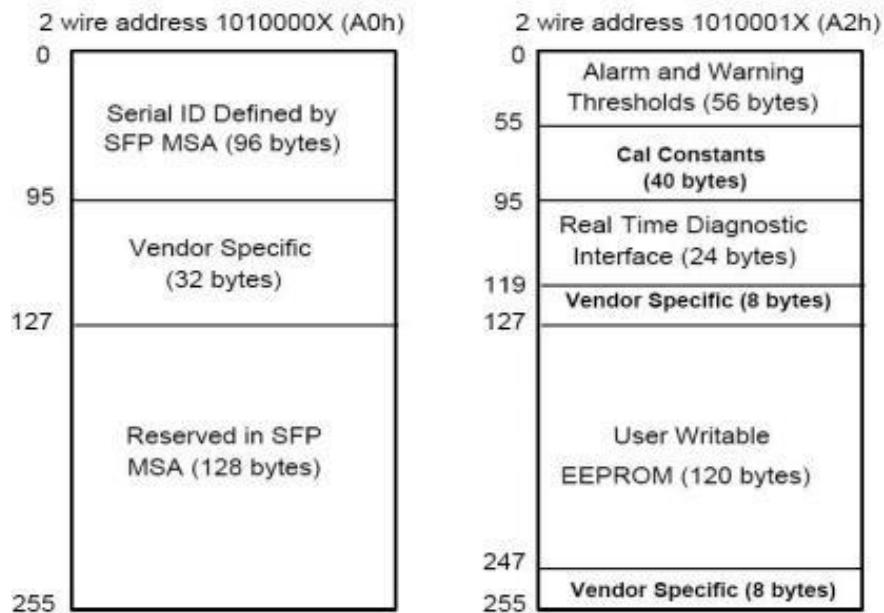 2 wire address 1010000X (A0h)
0
Serial ID Defined by
SFP MSA (96 bytes)
95
Vendor Specific
(32 bytes)
127
Reserved in SFP
MSA (128 bytes)
255
2 wire address 1010001X (A2h)
0
Alarm and Warning
Thresholds (56 bytes)
55
Cal Constants
(40 bytes)
95
Real Time Diagnostic
Interface (24 bytes)
119
Vendor Specific (8 bytes)
127
User Writable
EEPROM (120 bytes)
247
Vendor Specific (8 bytes)
255